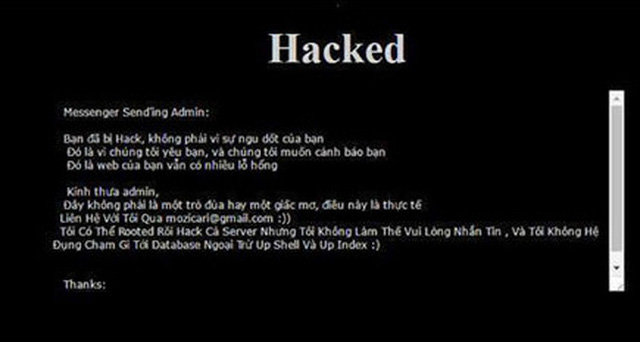 Hacked
Messenger Sending Admin:
Bạn đã bị Hack, không phải vì sự ngu dốt của bạn
Đó là vì chúng tôi yêu bạn, và chúng tôi muốn cảnh báo bạn
Đó là web của bạn vẫn có nhiều lỗ hổng
Kính thưa admin,
Đây không phải là một trò đùa hay một giấc mơ, điều này là thực tế
Liên Hệ Với Tôi Qua mozicari@gmail.com :))
Tôi Có Thể Rooted Rồi Hack Cả Server Nhưng Tôi Không Làm Thế Vui Lòng Nhắn Tin , Và Tôi Không Hề
Đụng Chạm Gì Tới Database Ngoại Trừ Up Shell Và Up Index :)
Thanks: